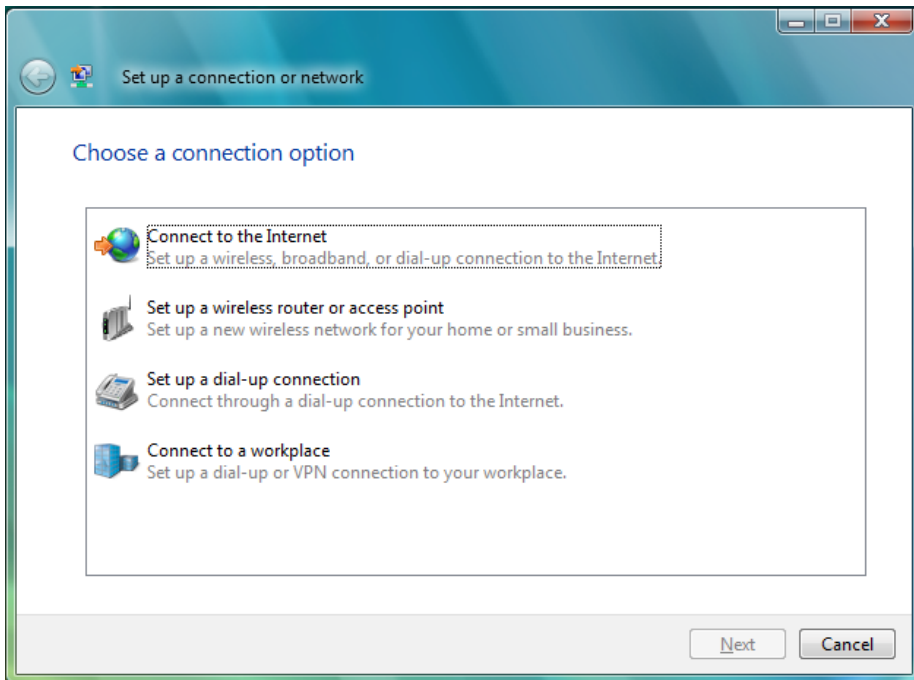 Set up a connection or network
Choose a connection option
Connect to the Internet
Set up a wireless, broadband, or dial-up connection to the Internet.
Set up a wireless router or access point
Set up a new wireless network for your home or small business.
Set up a dial-up connection
Connect through a dial-up connection to the Internet.
Connect to a workplace
Set up a dial-up or VPN connection to your workplace.
Next Cancel